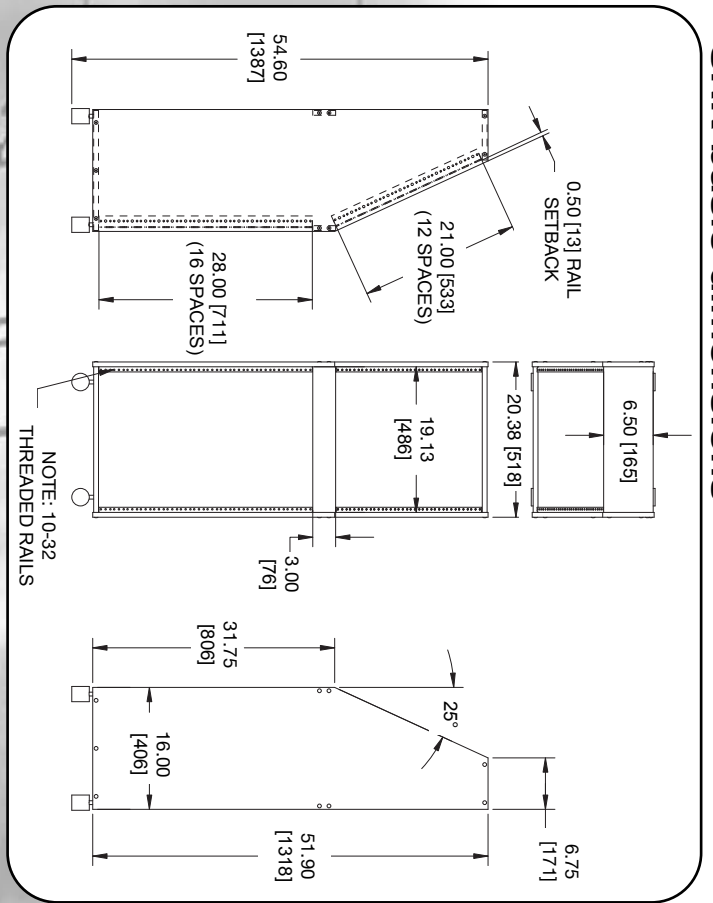 basic dimensions
0.50 [13] RAIL
SETBACK
6.50 [165]
6.75
[171]
20.38 [518]
21.00 [533]
(12 SPACES)
19.13
[486]
25°
54.60
[1387]
3.00
[76]
31.75
[806]
51.90
[1318]
28.00 [711]
(16 SPACES)
16.00
[406]
NOTE: 10-32
THREADED RAILS